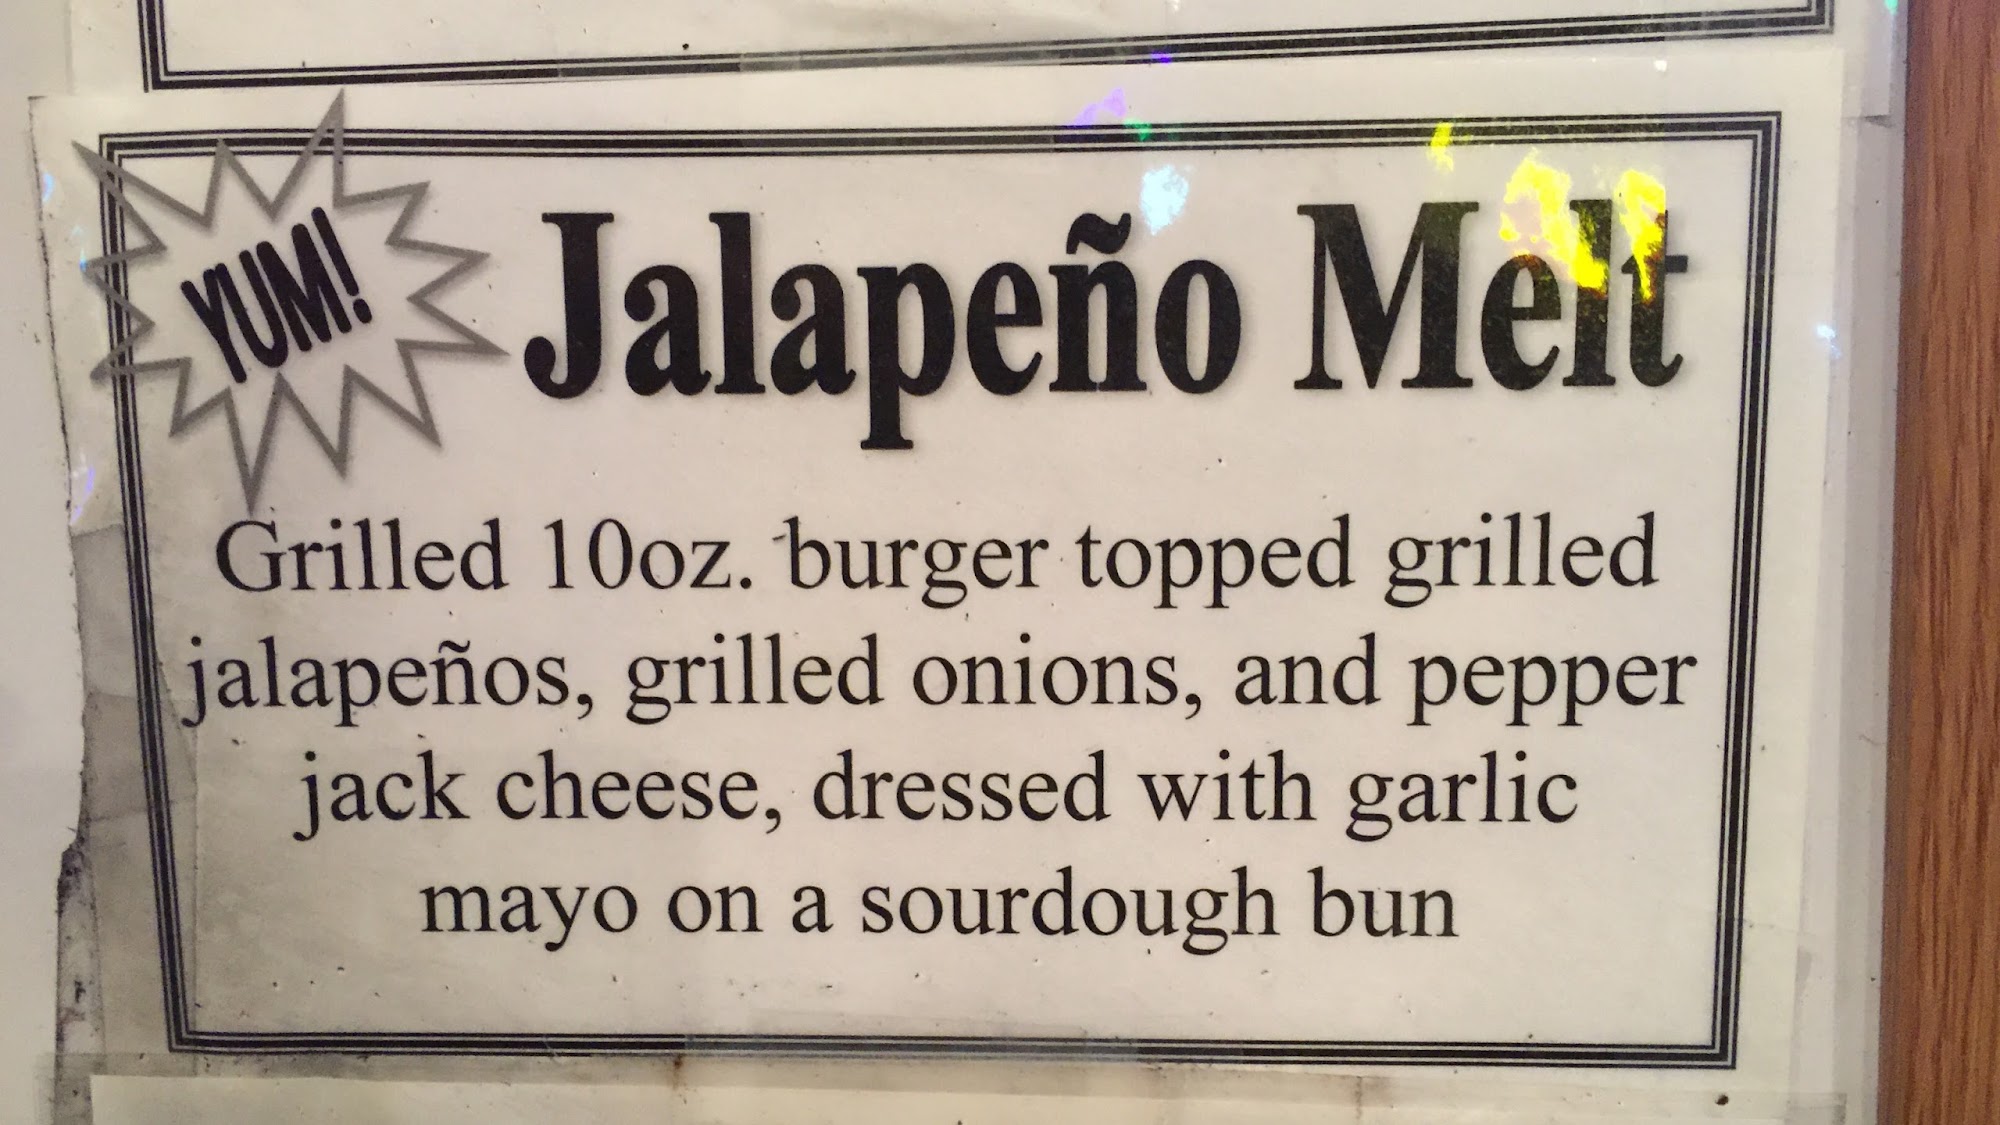 YUM!
Jalapeño Melt
Grilled 10oz. burger topped grilled
jalapeños, grilled onions, and pepper
jack cheese, dressed with garlic
mayo on a sourdough bun